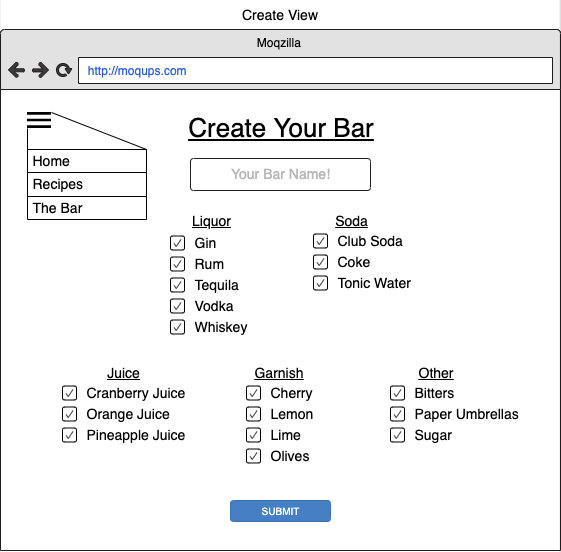 Create View
Moqzilla
http://moqups.com
Create Your Bar
Home
Recipes
The Bar
Your Bar Name!
Liquor
Gin
Rum
Tequila
Vodka
Whiskey
Soda
Club Soda
Coke
Tonic Water
Juice
Cranberry Juice
Orange Juice
Pineapple Juice
Garnish
Cherry
Lemon
Lime
Olives
Other
Bitters
Paper Umbrellas
Sugar
SUBMIT